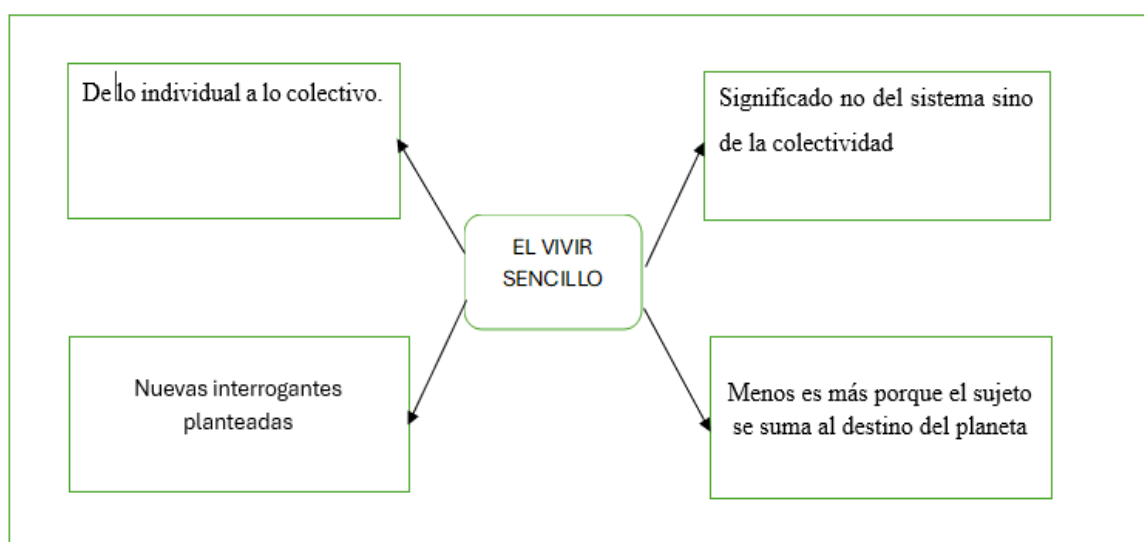 De lo individual a lo colectivo.
Significado no del sistema sino
de la colectividad
EL VIVIR
SENCILLO
Nuevas interrogantes
planteadas
Menos es más porque el sujeto
se suma al destino del planeta